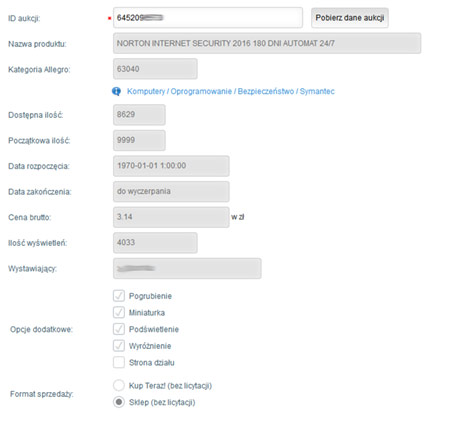 ID aukcji: 645209 Pobierz dane aukcji
Nazwa produktu: NORTON INTERNET SECURITY 2016 180 DNI AUTOMAT 24/7
Kategoria Allegro: 63040
Komputery / Oprogramowanie / Bezpieczeństwo / Symantec
Dostępna ilość: 8629
Początkowa ilość: 9999
Data rozpoczęcia: 1970-01-01 1:00:00
Data zakończenia: do wyczerpania
Cena brutto: 3.14 w zł
Ilość wyświetleń: 4033
Wystawiający:
Pogrubienie
Miniaturka
Opcje dodatkowe: Podświetlenie
Wyróżnienie
Strona działu
Format sprzedaży: Kup Teraz! (bez licytacji)
Sklep (bez licytacji)